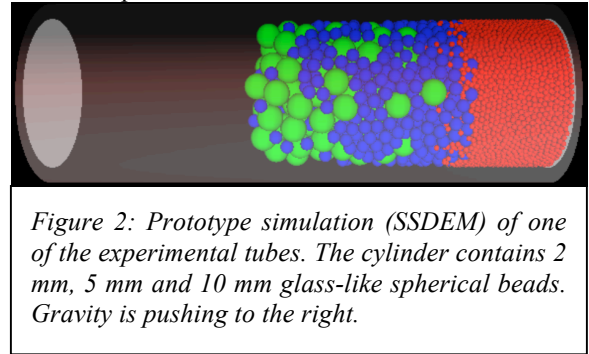 Figure 2: Prototype simulation (SSDEM) of one
of the experimental tubes. The cylinder contains 2
mm, 5 mm and 10 mm glass-like spherical beads.
Gravity is pushing to the right.